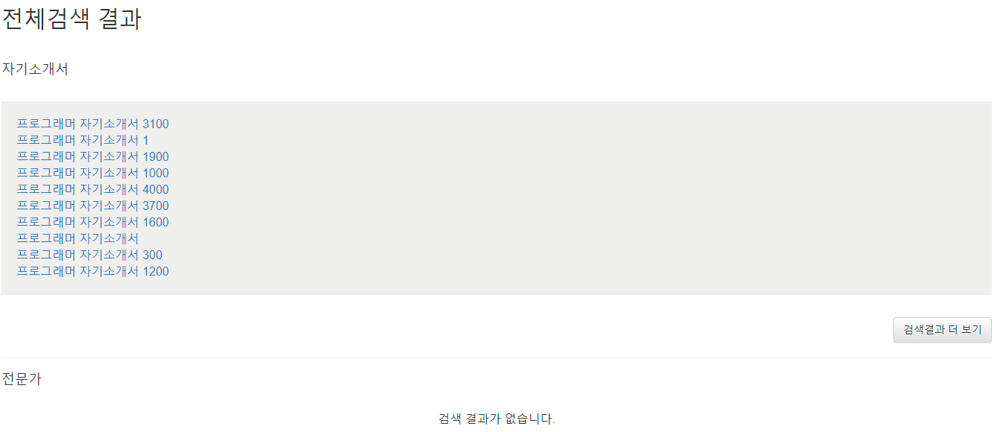 전체검색 결과
자기소개서
프로그래머 자기소개서 3100
프로그래머 자기소개서 1
프로그래머 자기소개서 1900
프로그래머 자기소개서 1000
프로그래머 자기소개서 4000
프로그래머 자기소개서 3700
프로그래머 자기소개서 1600
프로그래머 자기소개서
프로그래머 자기소개서 300
프로그래머 자기소개서 1200
검색결과 더 보기
전문가
검색 결과가 없습니다.